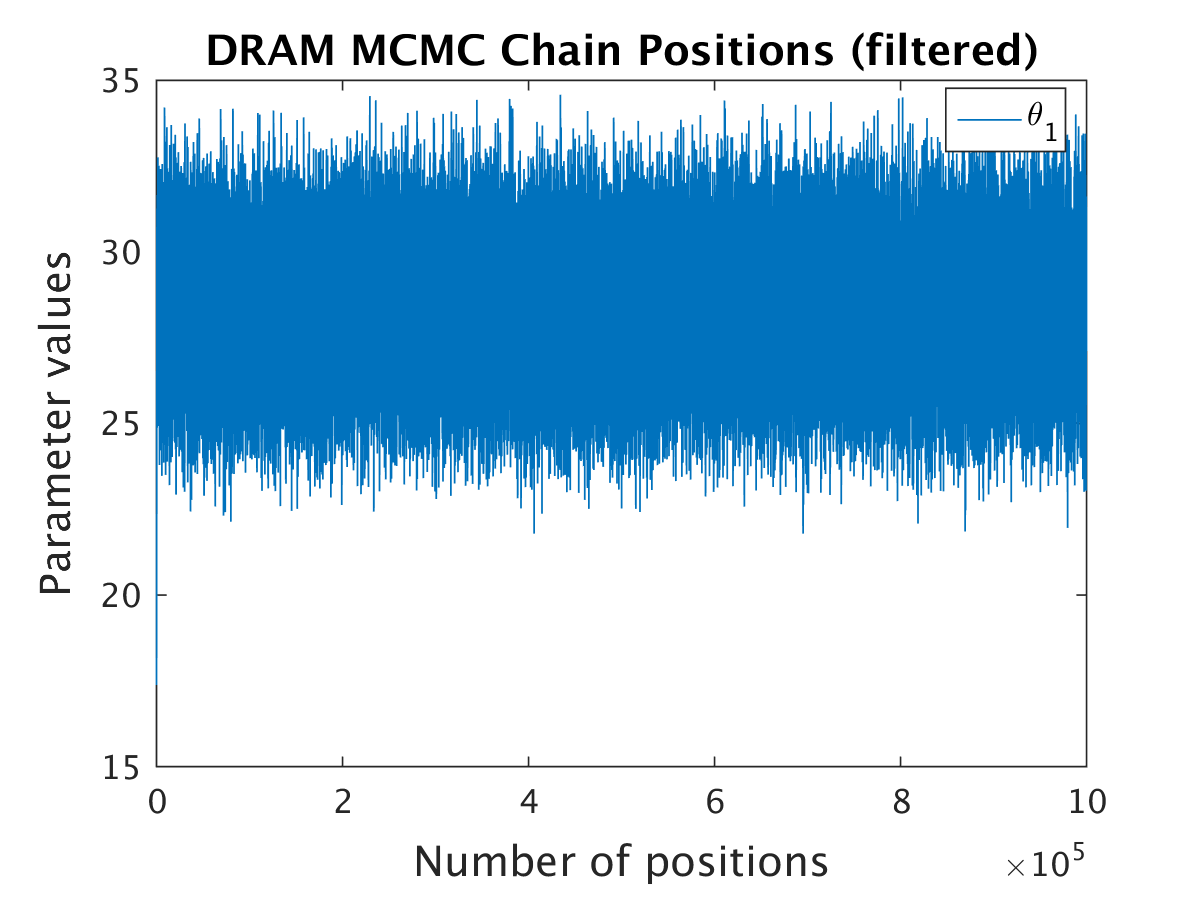 DRAM MCMC Chain Positions (filtered)
θ1
Parameter values
35
30
25
20
15
0 2 4 6 8 10
Number of positions
×10^5